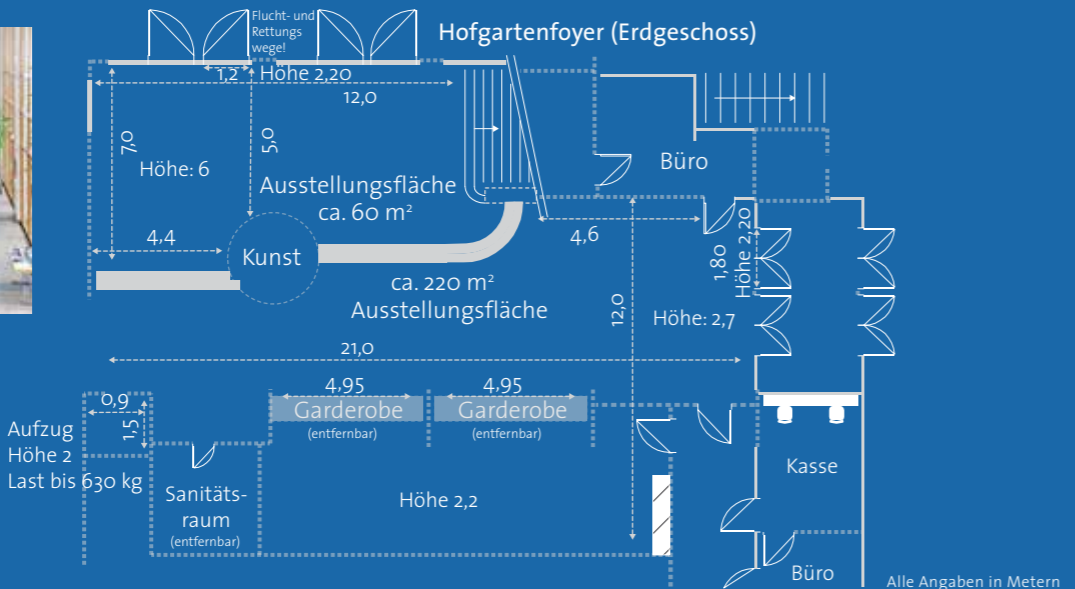 Flucht- und
Rettungs
wege!
Hofgartenfoyer (Erdgeschoss)
1,2
Höhe 2,20
12,0
7,0
5,0
Höhe: 6
Büro
Ausstellungsfläche
ca. 60 m²
4,4
Kunst
4,6
1,80
Höhe 2,20
ca. 220 m²
Ausstellungsfläche
12,0
Höhe: 2,7
21,0
0,9
1,5
4,95
4,95
Garderobe
(entfernbar)
Garderobe
(entfernbar)
Aufzug
Höhe 2
Last bis 630 kg
Kasse
Sanitäts-
raum
(entfernbar)
Höhe 2,2
Büro
Alle Angaben in Metern